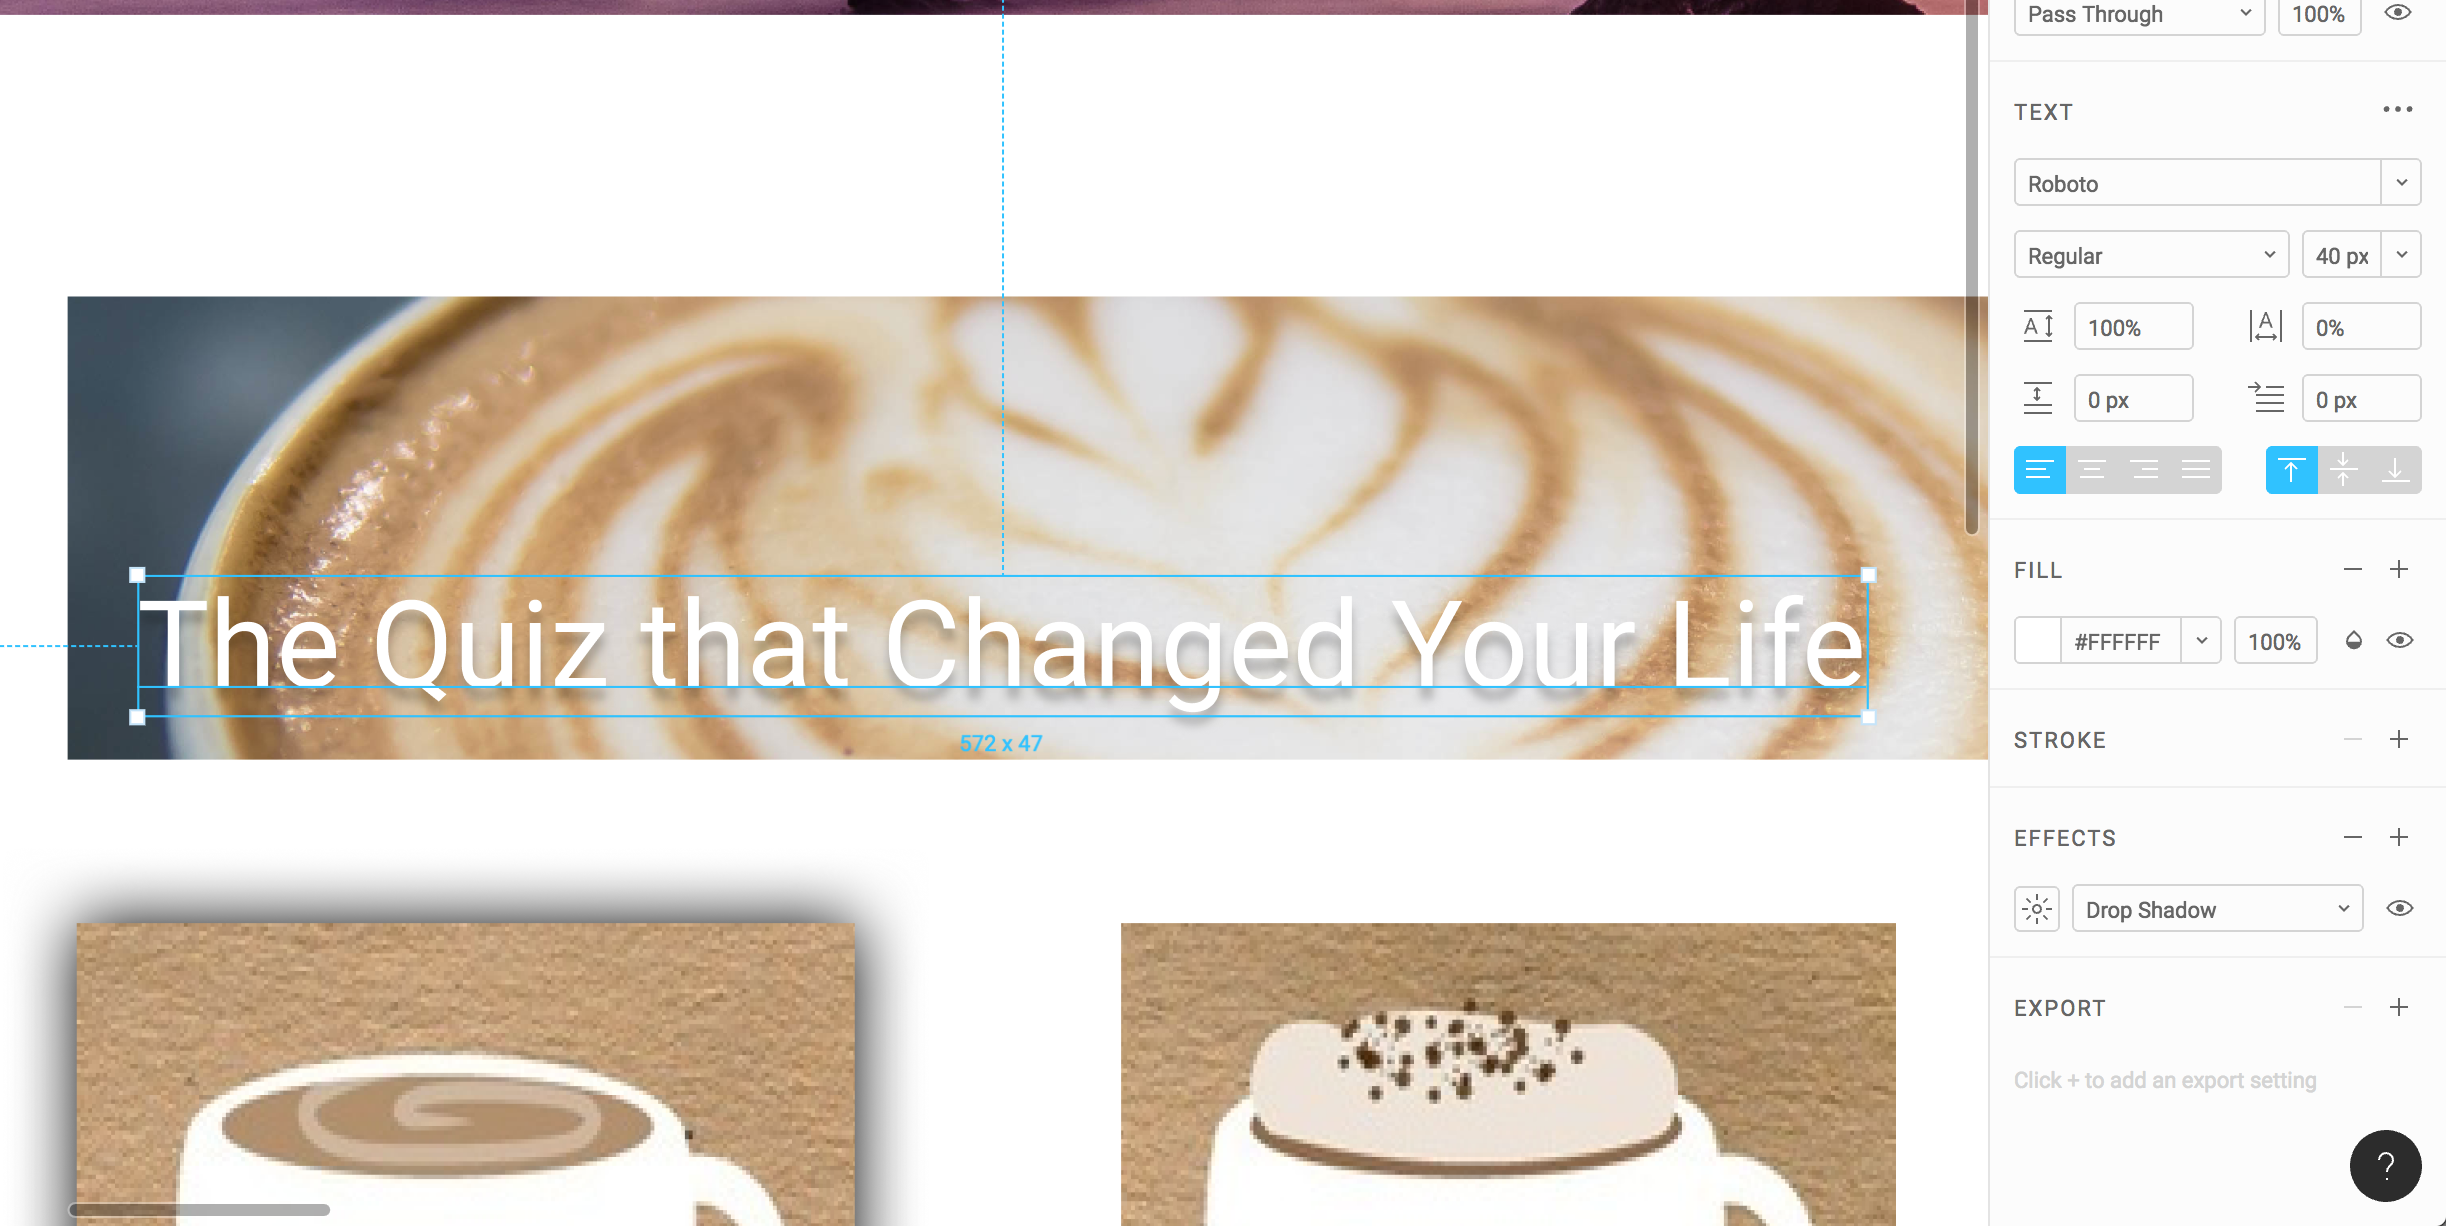 Pass Through 100%
TEXT
Roboto
Regular 40 px
A 100% A 0%
0 px 0 px
FILL
#FFFFFF 100%
STROKE
EFFECTS
Drop Shadow
EXPORT
Click + to add an export setting
?
The Quiz that Changed Your Life
572 x 47